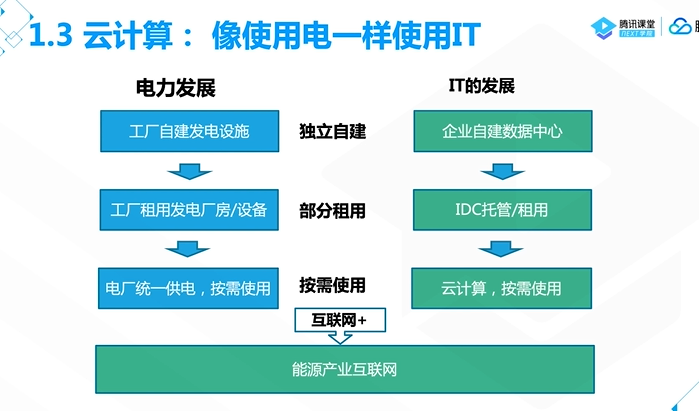 1.3 云计算： 像使用电一样使用IT
腾讯课堂
NEXT学院
电力发展
IT的发展
工厂自建发电设施
独立自建
企业自建数据中心
工厂租用发电厂房/设备
部分租用
IDC托管/租用
电厂统一供电，按需使用
按需使用
云计算，按需使用
互联网+
能源产业互联网